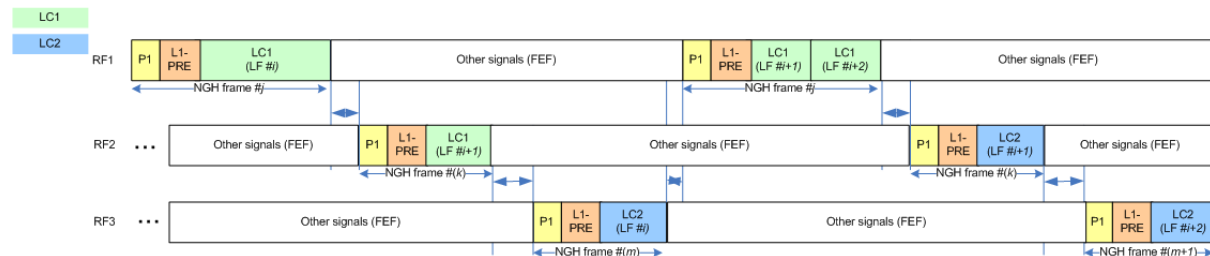 LC1
LC2
RF1
P1
L1-
PRE
LC1
(LF #i)
Other signals (FEF)
P1
L1-
PRE
LC1
(LF #i+1)
LC1
(LF #i+2)
Other signals (FEF)
NGH frame #j
NGH frame #j
RF2
...
Other signals (FEF)
P1
L1-
PRE
LC1
(LF #i+1)
Other signals (FEF)
P1
L1-
PRE
LC2
(LF #i+1)
Other signals (FEF)
NGH frame #(k)
NGH frame #(k)
RF3
...
Other signals (FEF)
P1
L1-
PRE
LC2
(LF #i)
Other signals (FEF)
P1
L1-
PRE
LC2
(LF #i+2)
NGH frame #(m)
NGH frame #(m+1)